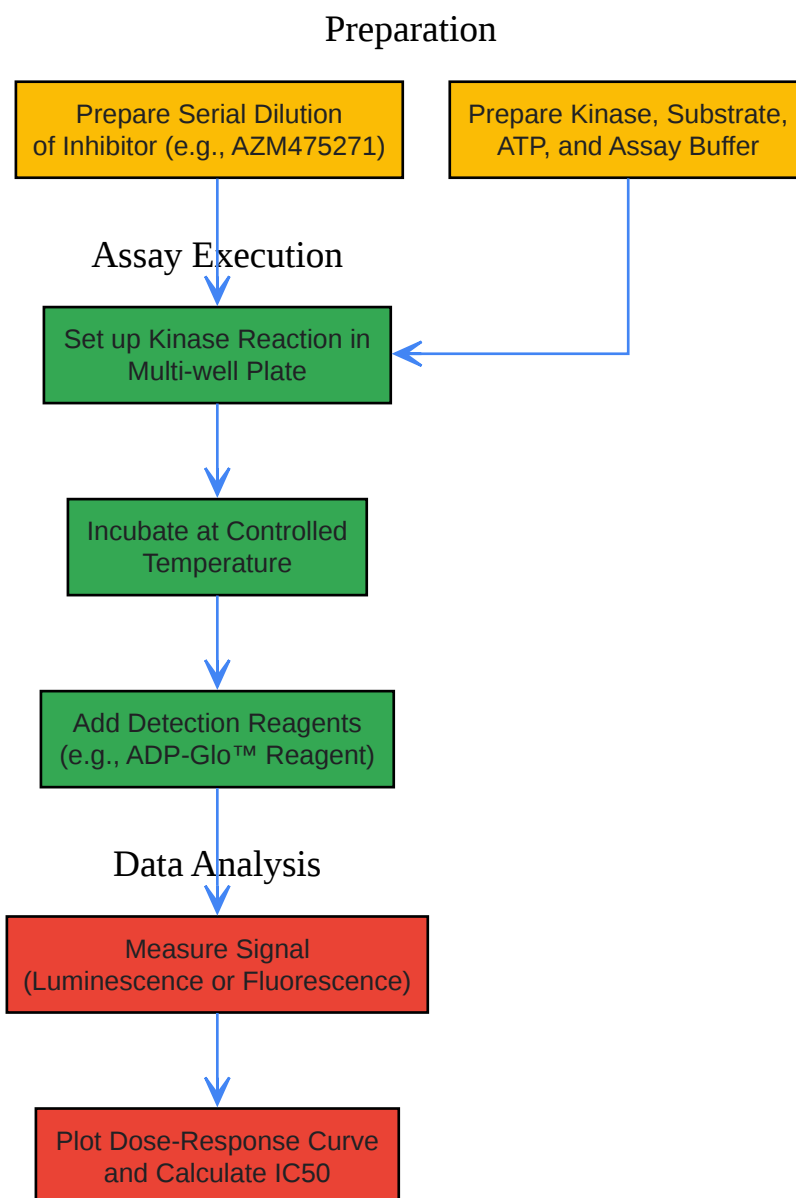 Preparation
Prepare Serial Dilution
of Inhibitor (e.g., AZM475271)
Prepare Kinase, Substrate,
ATP, and Assay Buffer
Assay Execution
Set up Kinase Reaction in
Multi-well Plate
Incubate at Controlled
Temperature
Add Detection Reagents
(e.g., ADP-Glo™ Reagent)
Data Analysis
Measure Signal
(Luminescence or Fluorescence)
Plot Dose-Response Curve
and Calculate IC50